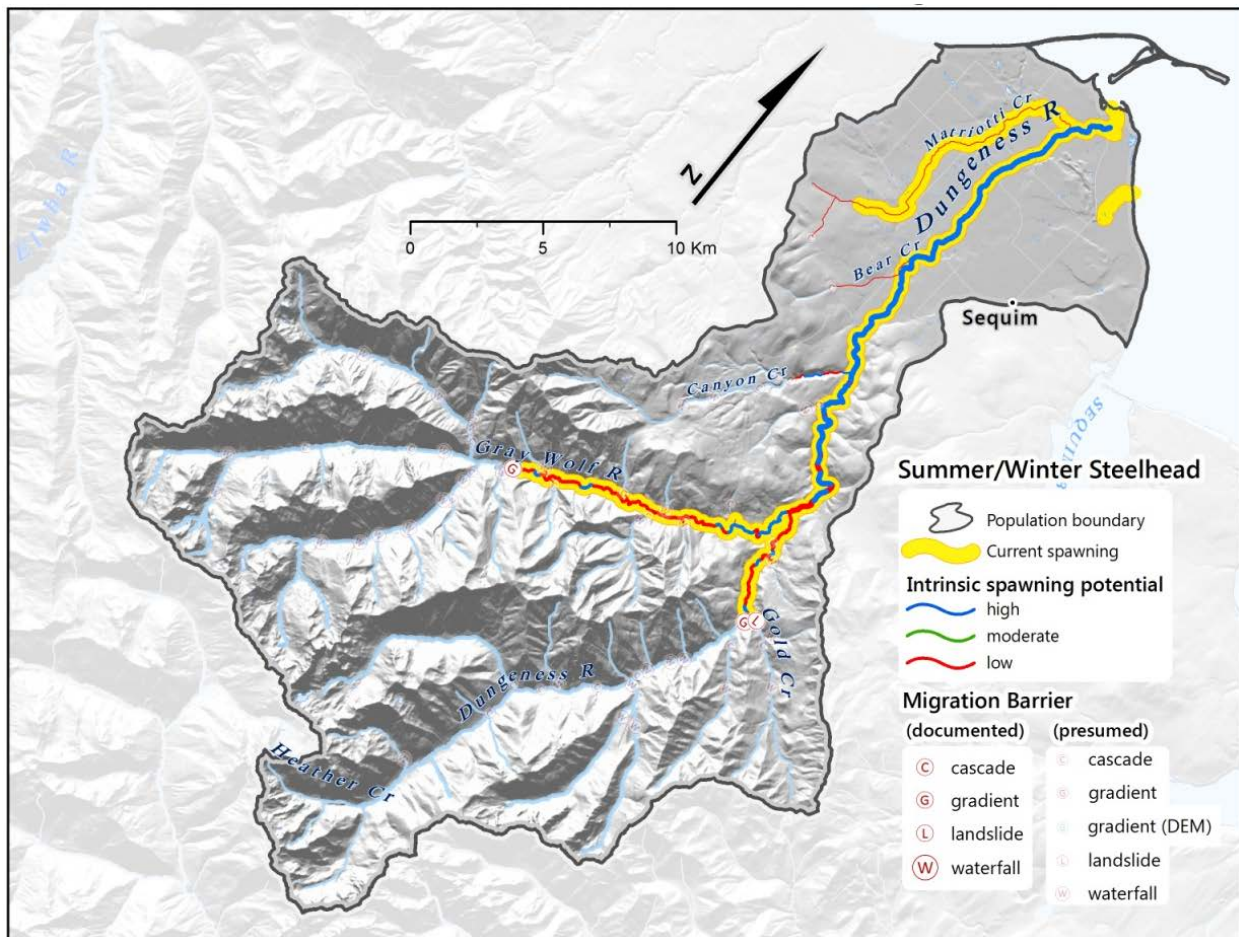 Elwha R
N
0 5 10 Km
Matriotti Cr
Dungeness R
Bear Cr
Sequim
Canyon Cr
Gray Wolf R
Gold Cr
Dungeness R
Heather Cr
G
G L
Summer/Winter Steelhead
Population boundary
Current spawning
Intrinsic spawning potential
high
moderate
low
Migration Barrier
(documented)
C cascade
G gradient
L landslide
W waterfall
(presumed)
C cascade
G gradient
G gradient (DEM)
L landslide
W waterfall